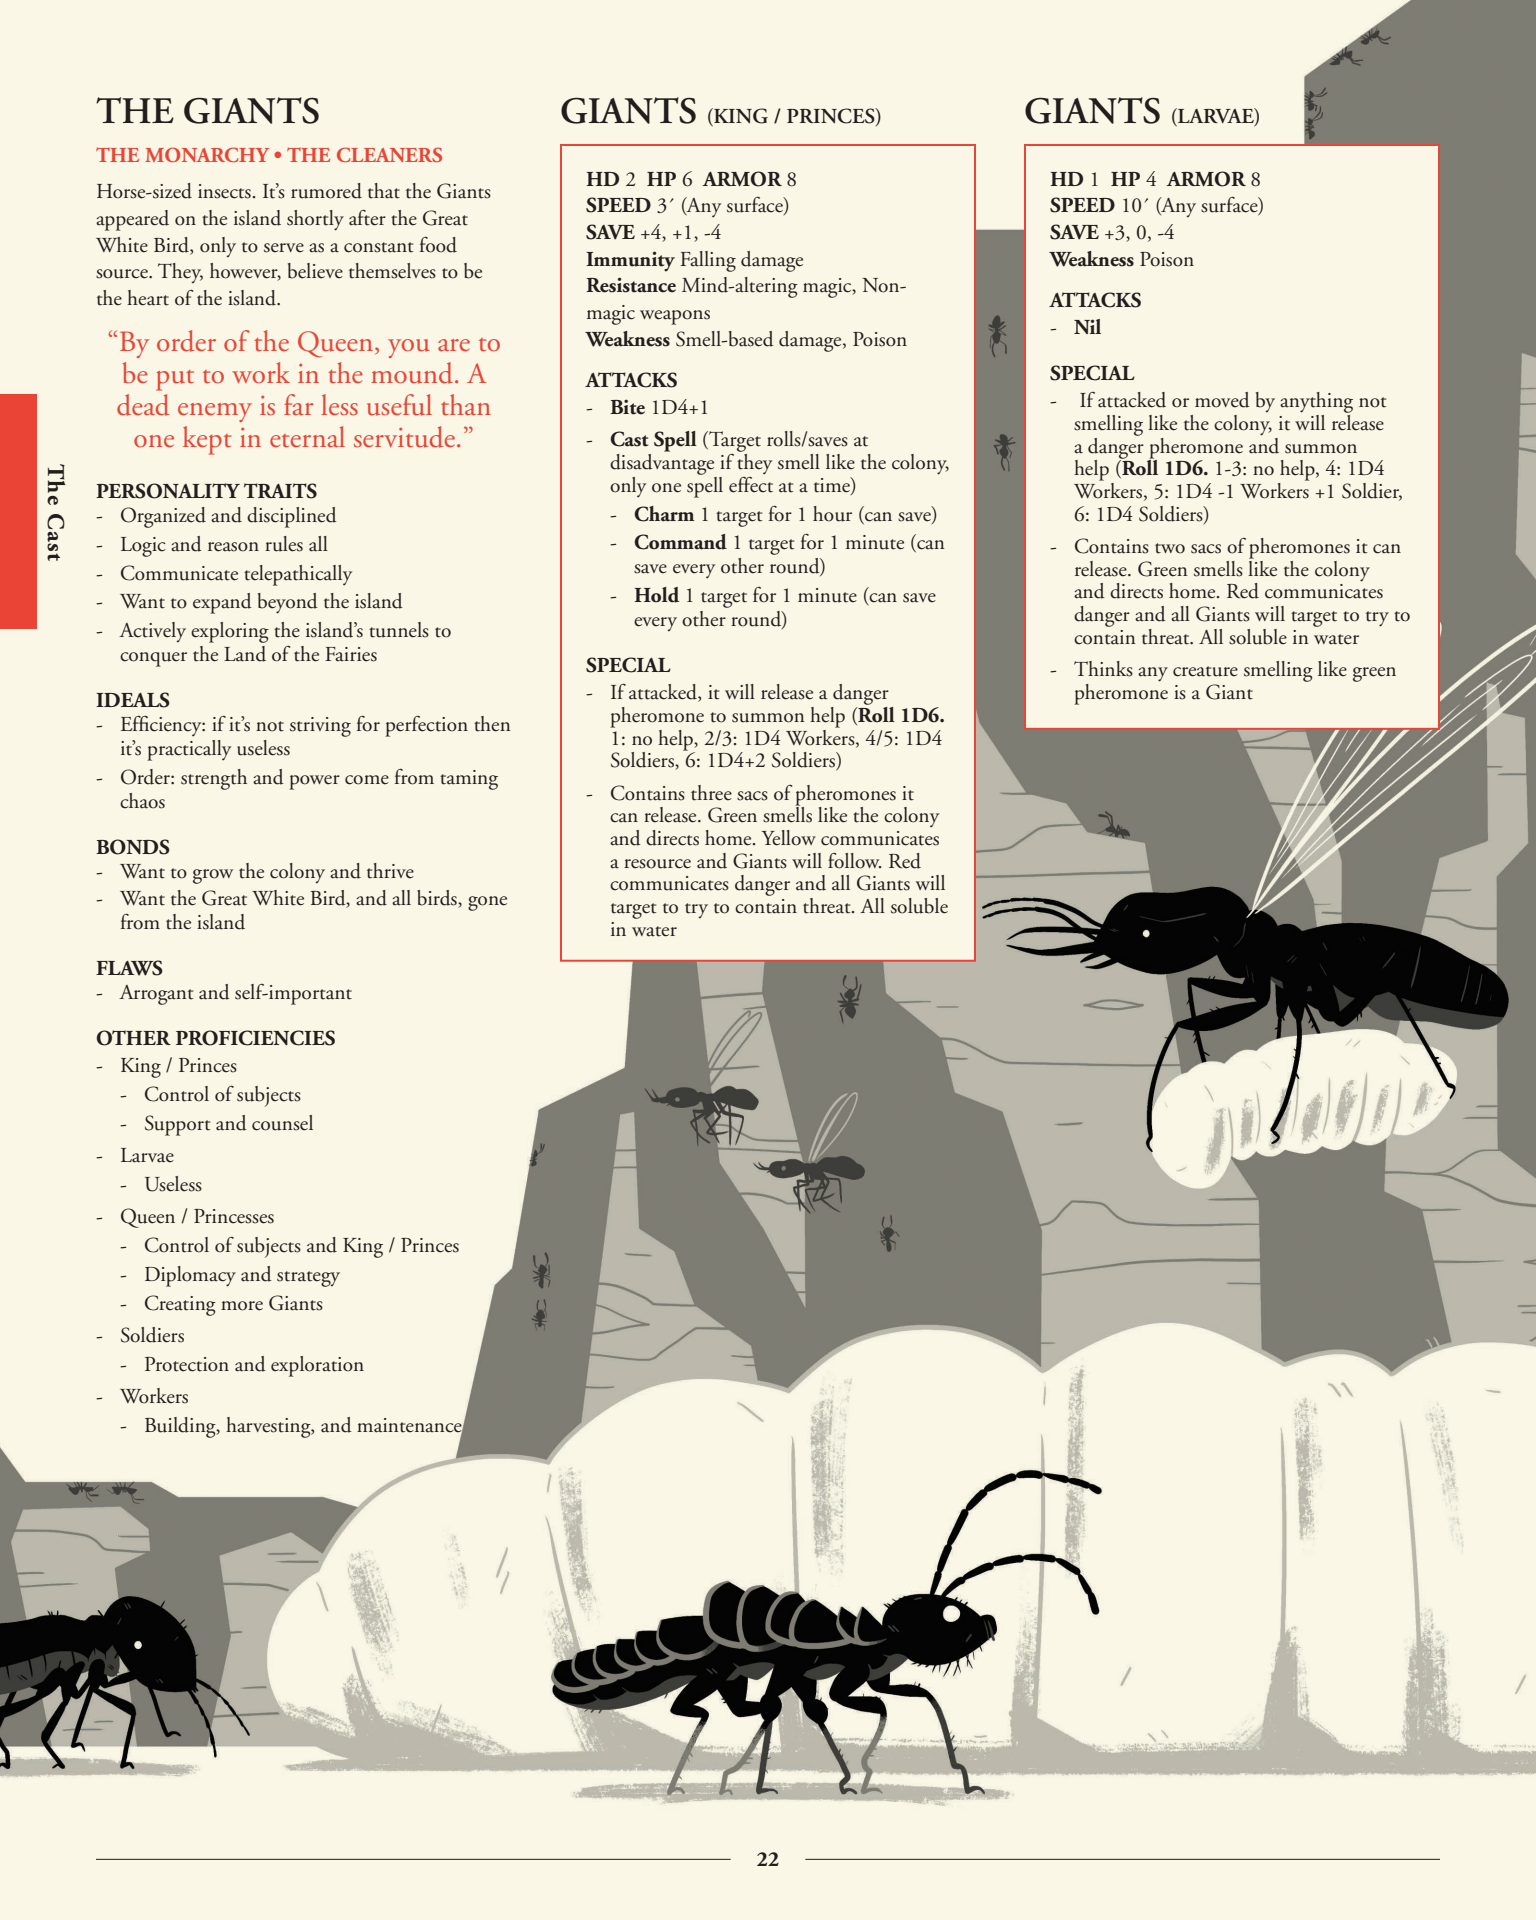 THE GIANTS
THE MONARCHY • THE CLEANERS
Horse-sized insects. It’s rumored that the Giants
appeared on the island shortly after the Great
White Bird, only to serve as a constant food
source. They, however, believe themselves to be
the heart of the island.
“By order of the Queen, you are to
be put to work in the mound. A
dead enemy is far less useful than
one kept in eternal servitude.”
PERSONALITY TRAITS
- Organized and disciplined
- Logic and reason rules all
- Communicate telepathically
- Want to expand beyond the island
- Actively exploring the island’s tunnels to
conquer the Land of the Fairies
IDEALS
- Efficiency: if it’s not striving for perfection then
it’s practically useless
- Order: strength and power come from taming
chaos
BONDS
- Want to grow the colony and thrive
- Want the Great White Bird, and all birds, gone
from the island
FLAWS
- Arrogant and self-important
OTHER PROFICIENCIES
- King / Princes
- Control of subjects
- Support and counsel
- Larvae
- Useless
- Queen / Princesses
- Control of subjects and King / Princes
- Diplomacy and strategy
- Creating more Giants
- Soldiers
- Protection and exploration
- Workers
- Building, harvesting, and maintenance
GIANTS (KING / PRINCES)
HD 2 HP 6 ARMOR 8
SPEED 3´ (Any surface)
SAVE +4, +1, -4
Immunity Falling damage
Resistance Mind-altering magic, Non-
magic weapons
Weakness Smell-based damage, Poison
ATTACKS
- Bite 1D4+1
- Cast Spell (Target rolls/saves at
disadvantage if they smell like the colony,
only one spell effect at a time)
- Charm 1 target for 1 hour (can save)
- Command 1 target for 1 minute (can
save every other round)
- Hold 1 target for 1 minute (can save
every other round)
SPECIAL
- If attacked, it will release a danger
pheromone to summon help (Roll 1D6.
1: no help, 2/3: 1D4 Workers, 4/5: 1D4
Soldiers, 6: 1D4+2 Soldiers)
- Contains three sacs of pheromones it
can release. Green smells like the colony
and directs home. Yellow communicates
a resource and Giants will follow. Red
communicates danger and all Giants will
target to try to contain threat. All soluble
in water
GIANTS (LARVAE)
HD 1 HP 4 ARMOR 8
SPEED 10´ (Any surface)
SAVE +3, 0, -4
Weakness Poison
ATTACKS
- Nil
SPECIAL
- If attacked or moved by anything not
smelling like the colony, it will release
a danger pheromone and summon
help (Roll 1D6. 1-3: no help, 4: 1D4
Workers, 5: 1D4 -1 Workers +1 Soldier,
6: 1D4 Soldiers)
- Contains two sacs of pheromones it can
release. Green smells like the colony
and directs home. Red communicates
danger and all Giants will target to try to
contain threat. All soluble in water
- Thinks any creature smelling like green
pheromone is a Giant
The Cast
22